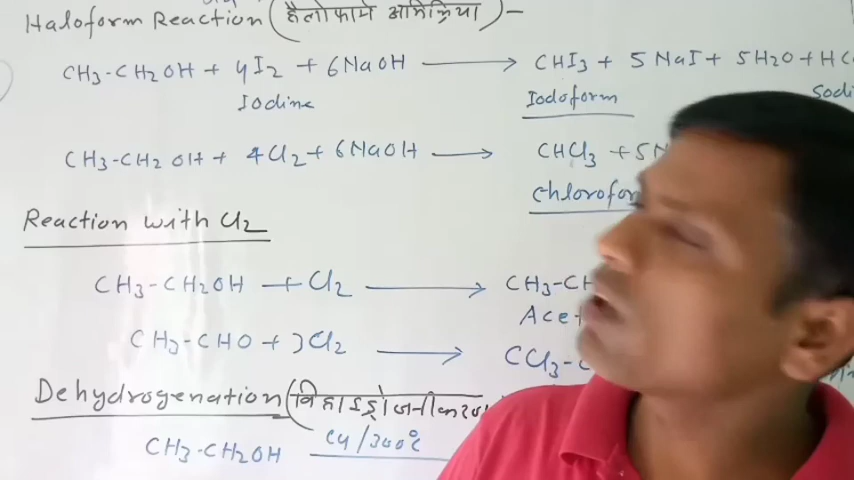 Haloform Reaction (हैलोफार्म अभिक्रिया) -
CH3-CH2OH + 4I2 + 6NaOH → CHI3 + 5NaI + 5H2O + HC
Iodine Iodoform Sodi
CH3-CH2OH + 4Cl2 + 6NaOH → CHCl3 + 5N
Chlorofor
Reaction with Cl2
CH3-CH2OH + Cl2 → CH3-CH
Acet
CH3-CHO + 3Cl2 → CCl3-C
Dehydrogenation (विहाइड्रोजनीकरण
CH3-CH2OH Cu/300°C